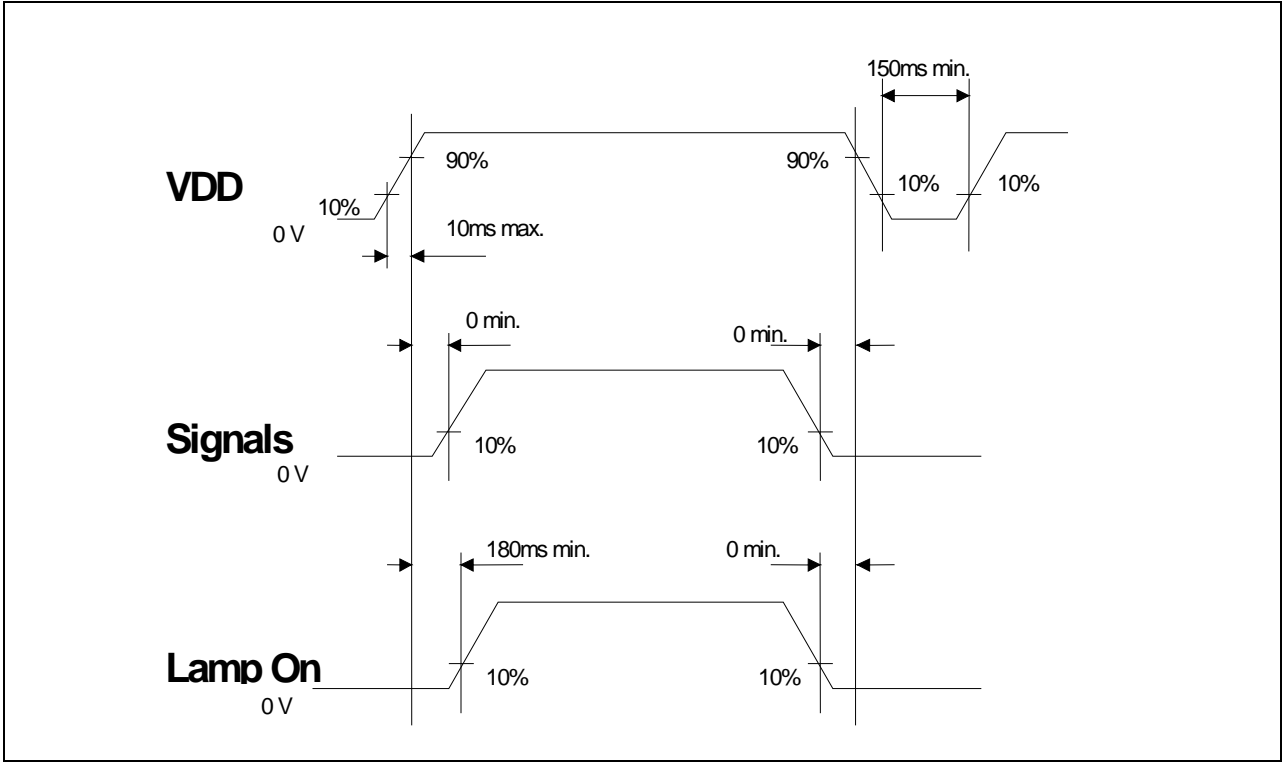 150ms min.
90%
90%
VDD
10%
10%
10%
0 V
10ms max.
0 min.
0 min.
Signals
10%
10%
0 V
180ms min.
0 min.
Lamp On
10%
10%
0 V